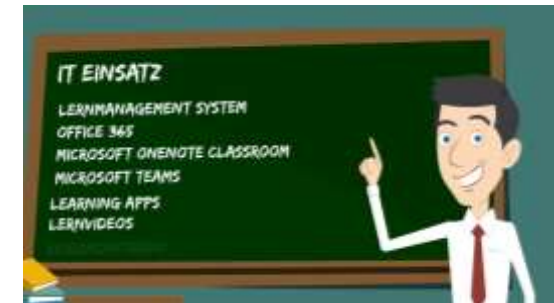 IT EINSATZ
LERNMANAGEMENT SYSTEM
OFFICE 365
MICROSOFT ONENOTE CLASSROOM
MICROSOFT TEAMS
LEARNING APPS
LERNVIDEOS